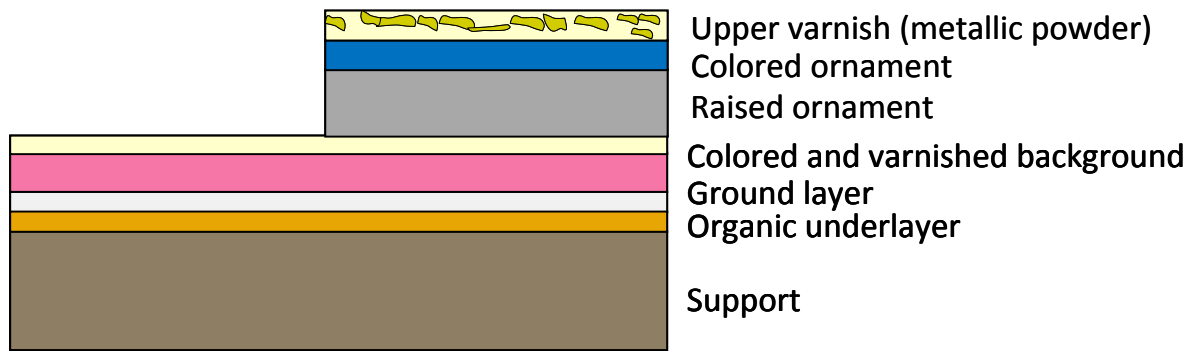 Upper varnish (metallic powder)
Colored ornament
Raised ornament
Colored and varnished background
Ground layer
Organic underlayer
Support